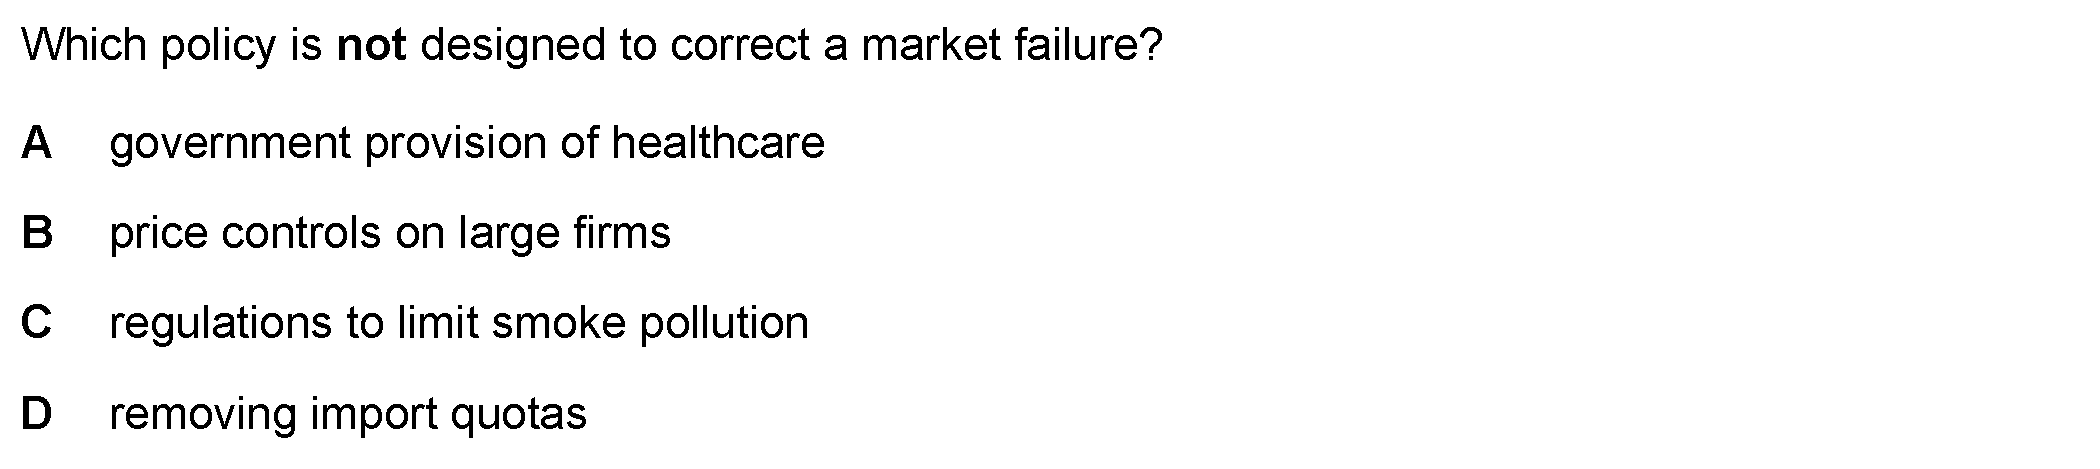 Which policy is not designed to correct a market failure?
A government provision of healthcare
B price controls on large firms
C regulations to limit smoke pollution
D removing import quotas